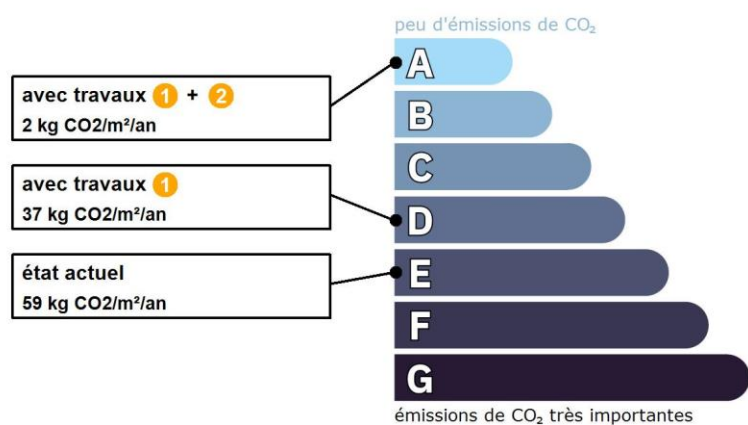 peu d'émissions de CO₂
A
avec travaux 1 + 2
2 kg CO2/m²/an
B
C
avec travaux 1
37 kg CO2/m²/an
D
état actuel
59 kg CO2/m²/an
E
F
G
émissions de CO₂ très importantes